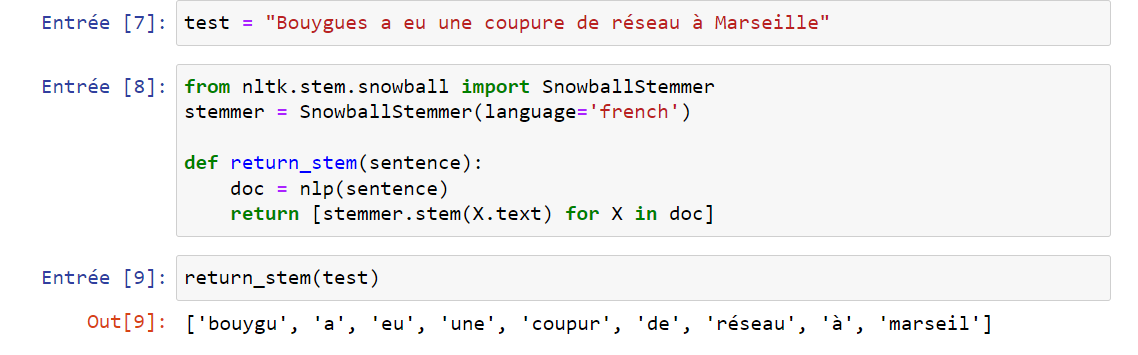 Entrée [7]: test = "Bouygues a eu une coupure de réseau à Marseille"
Entrée [8]: from nltk.stem.snowball import SnowballStemmer
stemmer = SnowballStemmer(language='french')
def return_stem(sentence):
    doc = nlp(sentence)
    return [stemmer.stem(X.text) for X in doc]
Entrée [9]: return_stem(test)
Out[9]: ['bouygu', 'a', 'eu', 'une', 'coupur', 'de', 'réseau', 'à', 'marseil']